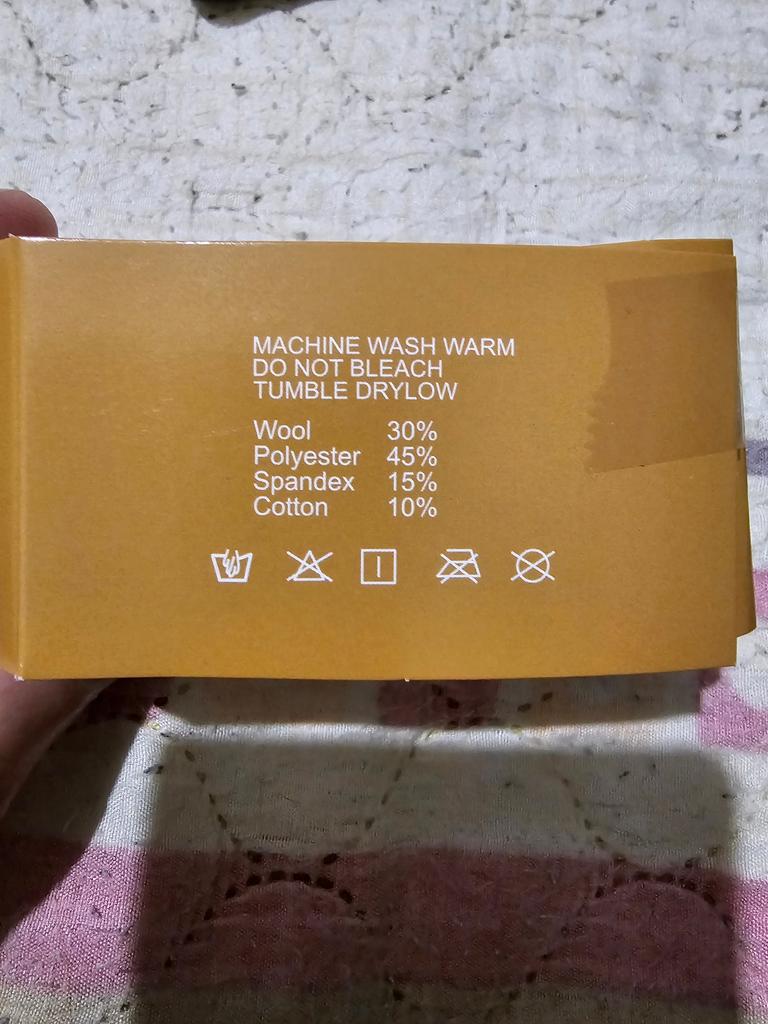 MACHINE WASH WARM
DO NOT BLEACH
TUMBLE DRYLOW
Wool 30%
Polyester 45%
Spandex 15%
Cotton 10%